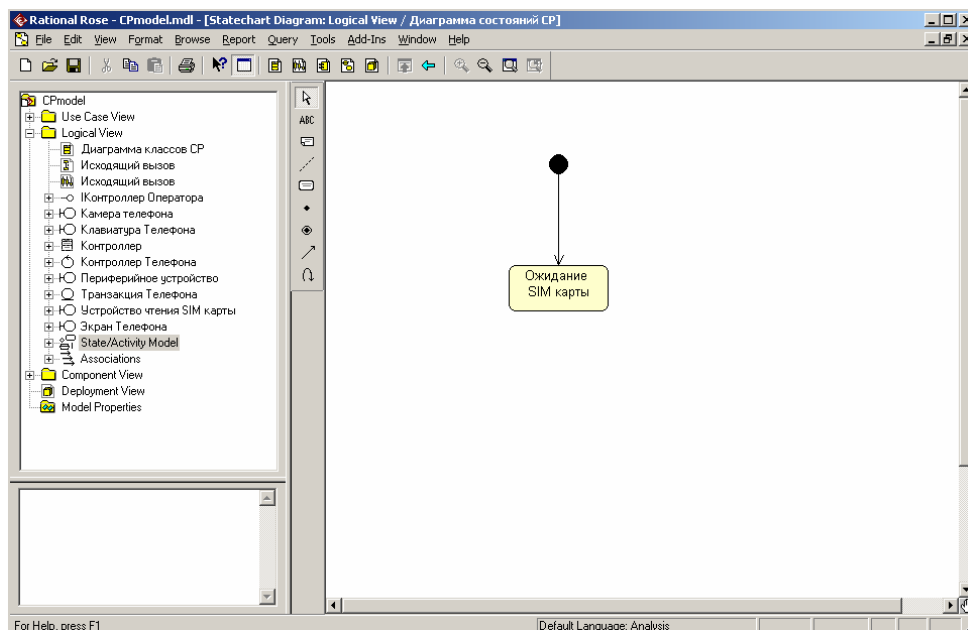 Rational Rose - CPmodel.mdl - [Statechart Diagram: Logical View / Диаграмма состояний CP]
File Edit View Format Browse Report Query Tools Add-Ins Window Help
CPmodel
Use Case View
Logical View
Диаграмма классов CP
Исходящий вызов
Исходящий вызов
IКонтроллер Оператора
Камера телефона
Клавиатура Телефона
Контроллер
Контроллер Телефона
Периферийное устройство
Транзакция Телефона
Устройство чтения SIM карты
Экран Телефона
State/Activity Model
Associations
Component View
Deployment View
Model Properties
ABC
Ожидание
SIM карты
For Help, press F1
Default Language: Analysis